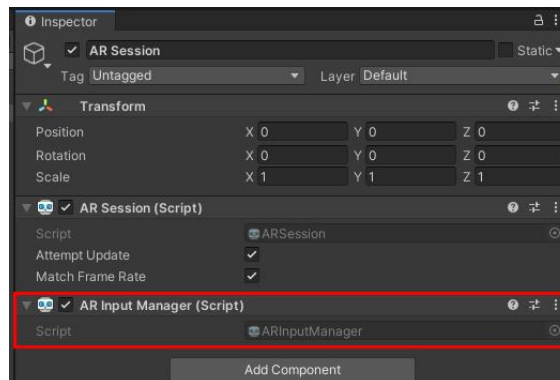 Inspector
AR Session Static
Tag Untagged Layer Default
Transform
Position X 0 Y 0 Z 0
Rotation X 0 Y 0 Z 0
Scale X 1 Y 1 Z 1
AR Session (Script)
Script ARSession
Attempt Update
Match Frame Rate
AR Input Manager (Script)
Script ARInputManager
Add Component